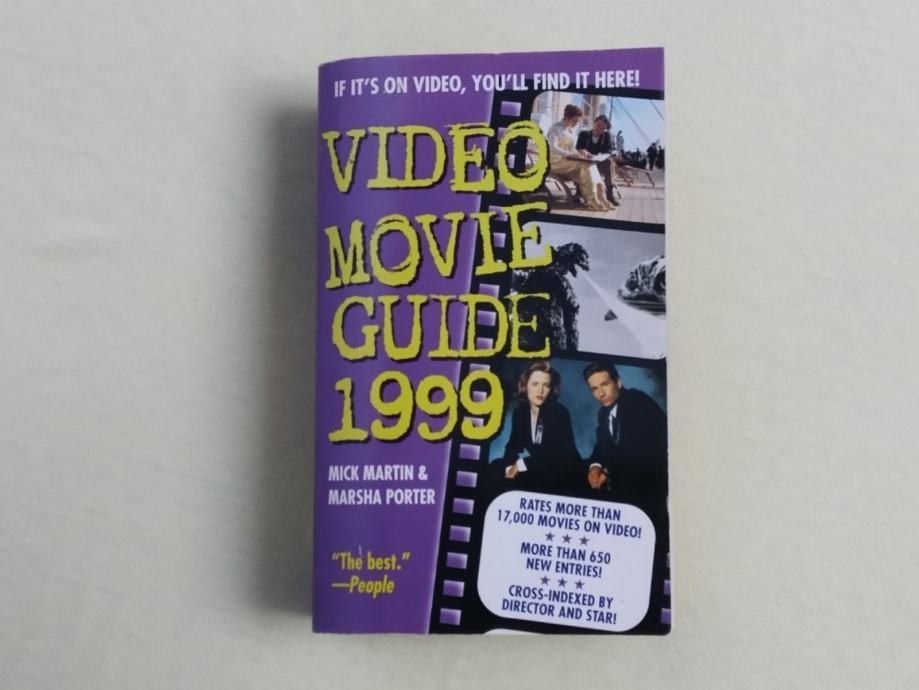 IF IT'S ON VIDEO, YOU'LL FIND IT HERE!
VIDEO
MOVIE
GUIDE
1999
MICK MARTIN &
MARSHA PORTER
"The best."
—People
RATES MORE THAN
17,000 MOVIES ON VIDEO!
★ ★ ★
MORE THAN 650
NEW ENTRIES!
★ ★ ★
CROSS-INDEXED BY
DIRECTOR AND STAR!